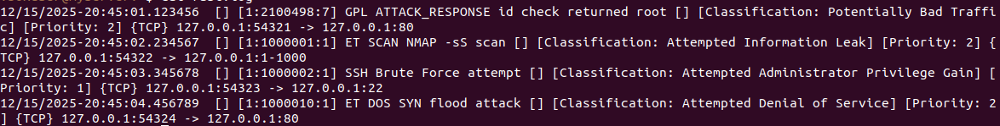 12/15/2025-20:45:01.123456  [] [1:2100498:7] GPL ATTACK_RESPONSE id check returned root [] [Classification: Potentially Bad Traffi
c] [Priority: 2] {TCP} 127.0.0.1:54321 -> 127.0.0.1:80
12/15/2025-20:45:02.234567  [] [1:1000001:1] ET SCAN NMAP -sS scan [] [Classification: Attempted Information Leak] [Priority: 2] {
TCP} 127.0.0.1:54322 -> 127.0.0.1:1-1000
12/15/2025-20:45:03.345678  [] [1:1000002:1] SSH Brute Force attempt [] [Classification: Attempted Administrator Privilege Gain] [
Priority: 1] {TCP} 127.0.0.1:54323 -> 127.0.0.1:22
12/15/2025-20:45:04.456789  [] [1:1000010:1] ET DOS SYN flood attack [] [Classification: Attempted Denial of Service] [Priority: 2
] {TCP} 127.0.0.1:54324 -> 127.0.0.1:80